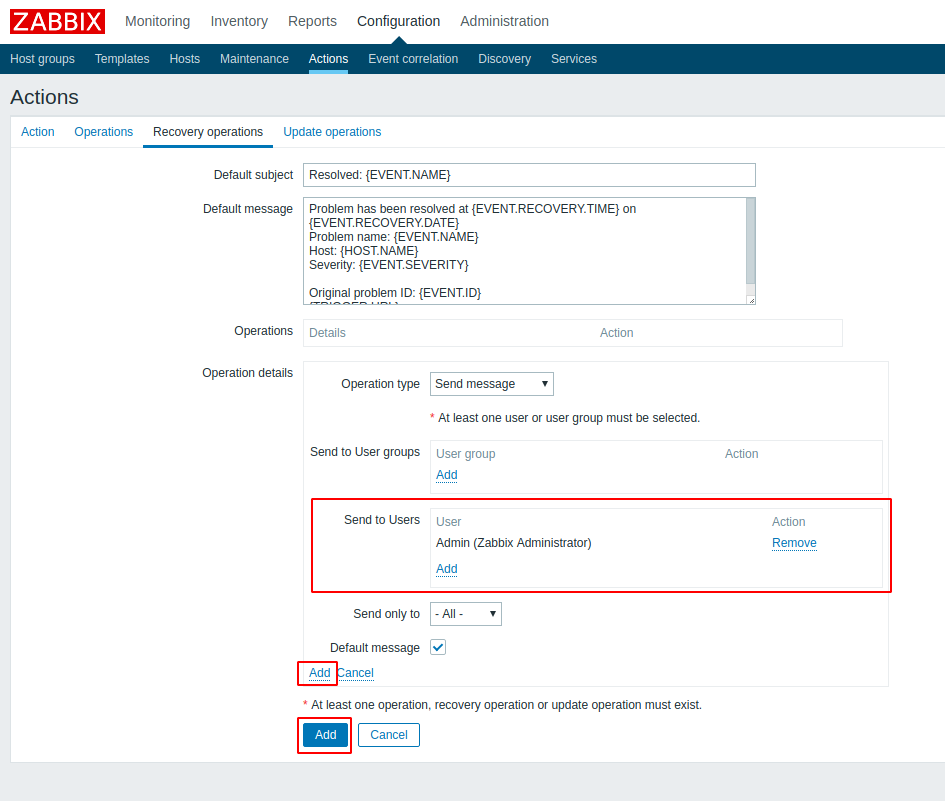 ZABBIX Monitoring Inventory Reports Configuration Administration
Host groups Templates Hosts Maintenance Actions Event correlation Discovery Services
Actions
Action Operations Recovery operations Update operations
Default subject Resolved: {EVENT.NAME}
Default message Problem has been resolved at {EVENT.RECOVERY.TIME} on
{EVENT.RECOVERY.DATE}
Problem name: {EVENT.NAME}
Host: {HOST.NAME}
Severity: {EVENT.SEVERITY}
Original problem ID: {EVENT.ID}
{TRIGGER.URL}
Operations Details Action
Operation details
Operation type Send message
* At least one user or user group must be selected.
Send to User groups User group Action
Add
Send to Users User Action
Admin (Zabbix Administrator) Remove
Add
Send only to - All -
Default message
Add Cancel
* At least one operation, recovery operation or update operation must exist.
Add Cancel